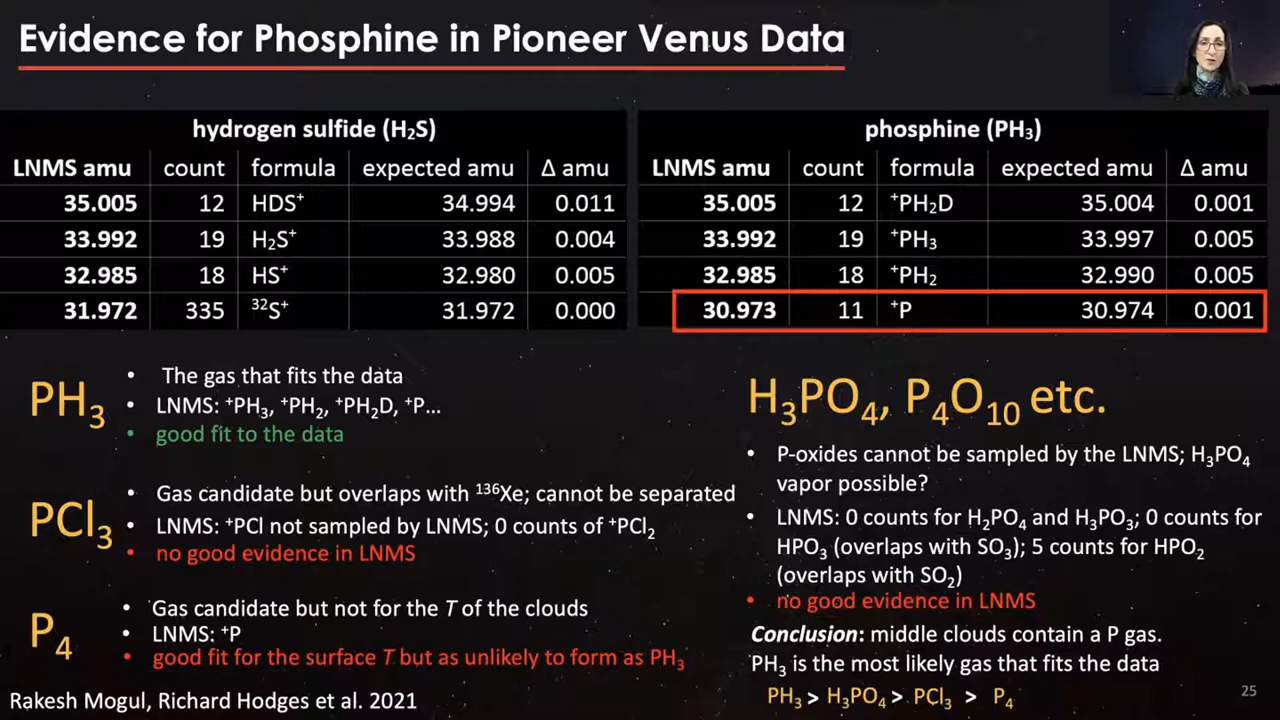 Evidence for Phosphine in Pioneer Venus Data
hydrogen sulfide (H₂S)
LNMS amu count formula expected amu Δ amu
35.005 12 HDS⁺ 34.994 0.011
33.992 19 H₂S⁺ 33.988 0.004
32.985 18 HS⁺ 32.980 0.005
31.972 335 ³²S⁺ 31.972 0.000
phosphine (PH₃)
LNMS amu count formula expected amu Δ amu
35.005 12 ⁺PH₂D 35.004 0.001
33.992 19 ⁺PH₃ 33.997 0.005
32.985 18 ⁺PH₂ 32.990 0.005
30.973 11 ⁺P 30.974 0.001
PH₃
• The gas that fits the data
• LNMS: ⁺PH₃, ⁺PH₂, ⁺PH₂D, ⁺P...
• good fit to the data
PCl₃
• Gas candidate but overlaps with ¹³⁶Xe; cannot be separated
• LNMS: ⁺PCl not sampled by LNMS; 0 counts of ⁺PCl₂
• no good evidence in LNMS
P₄
• Gas candidate but not for the T of the clouds
• LNMS: ⁺P
• good fit for the surface T but as unlikely to form as PH₃
H₃PO₄, P₄O₁₀ etc.
• P-oxides cannot be sampled by the LNMS; H₃PO₄
vapor possible?
• LNMS: 0 counts for H₂PO₄ and H₃PO₃; 0 counts for
HPO₃ (overlaps with SO₃); 5 counts for HPO₂
(overlaps with SO₂)
• no good evidence in LNMS
Conclusion: middle clouds contain a P gas.
PH₃ is the most likely gas that fits the data
PH₃ > H₃PO₄ > PCl₃ > P₄
Rakesh Mogul, Richard Hodges et al. 2021
25